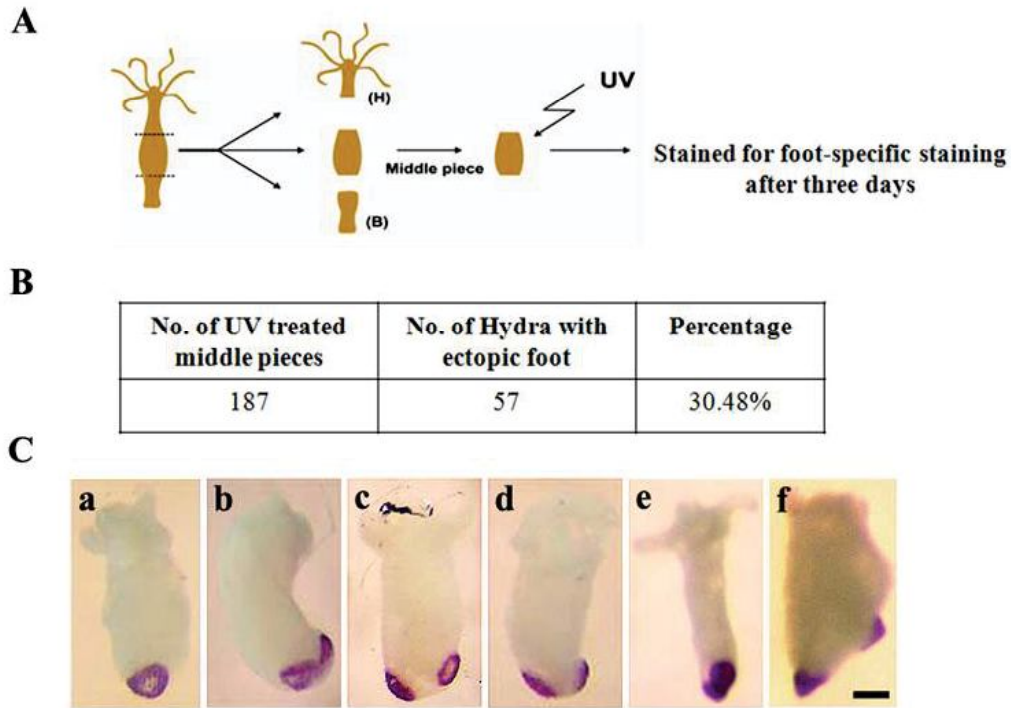 A
UV
(H)
Middle piece
(B)
Stained for foot-specific staining
after three days
B
No. of UV treated
middle pieces
No. of Hydra with
ectopic foot
Percentage
187
57
30.48%
C
a
b
c
d
e
f